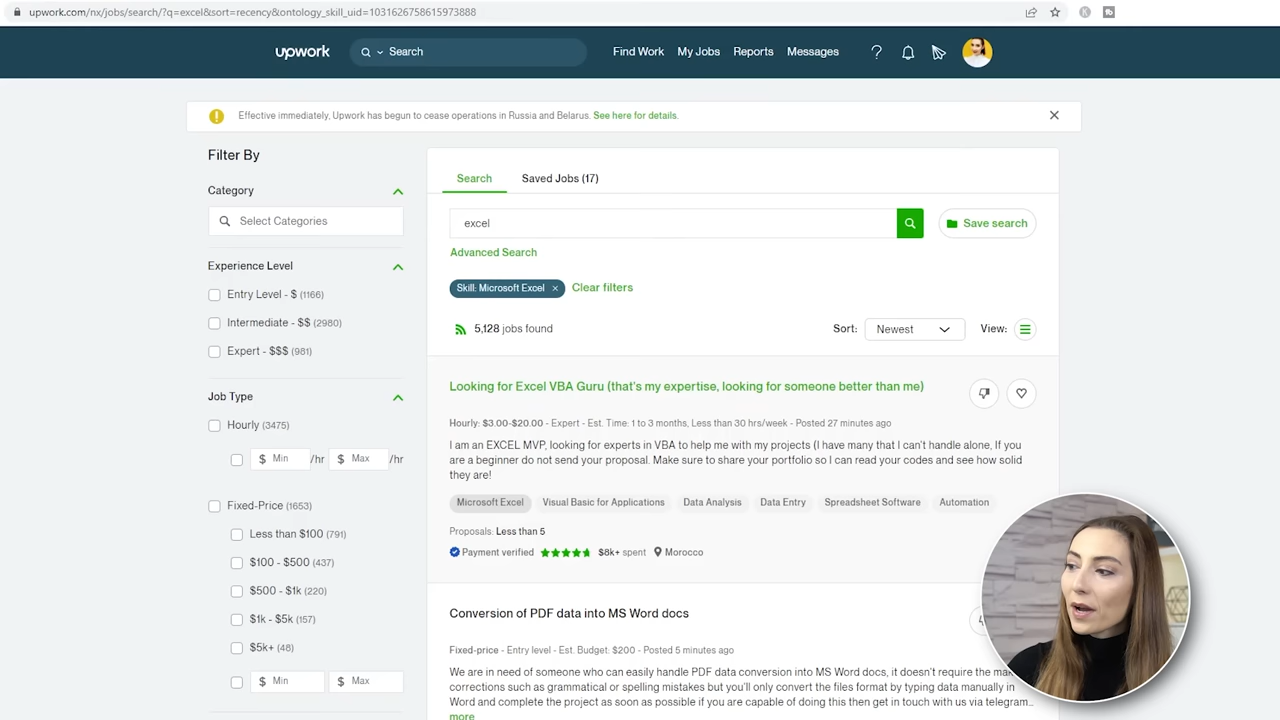 upwork.com/nx/jobs/search/?q=excel&sort=recency&ontology_skill_uid=1031626758615973888
upwork
Search
Find Work
My Jobs
Reports
Messages
Effective immediately, Upwork has begun to cease operations in Russia and Belarus. See here for details.
Filter By
Category
Select Categories
Experience Level
Entry Level - $ (1166)
Intermediate - $$ (2980)
Expert - $$$ (981)
Job Type
Hourly (3475)
$ Min /hr $ Max /hr
Fixed-Price (1653)
Less than $100 (791)
$100 - $500 (437)
$500 - $1k (220)
$1k - $5k (157)
$5k+ (48)
$ Min $ Max
Search Saved Jobs (17)
excel
Save search
Advanced Search
Skill: Microsoft Excel × Clear filters
5,128 jobs found
Sort: Newest View:
Looking for Excel VBA Guru (that's my expertise, looking for someone better than me)
Hourly: $3.00-$20.00 - Expert - Est. Time: 1 to 3 months, Less than 30 hrs/week - Posted 27 minutes ago
I am an EXCEL MVP, looking for experts in VBA to help me with my projects (I have many that I can't handle alone, If you
are a beginner do not send your proposal. Make sure to share your portfolio so I can read your codes and see how solid
they are!
Microsoft Excel Visual Basic for Applications Data Analysis Data Entry Spreadsheet Software Automation
Proposals: Less than 5
Payment verified $8k+ spent Morocco
Conversion of PDF data into MS Word docs
Fixed-price - Entry level - Est. Budget: $200 - Posted 5 minutes ago
We are in need of someone who can easily handle PDF data conversion into MS Word docs, it doesn't require the
corrections such as grammatical or spelling mistakes but you'll only convert the files format by typing data manually in
Word and complete the project as soon as possible if you are capable of doing this then get in touch with us via telegram...
more